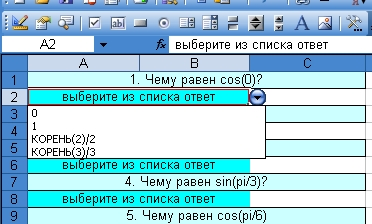 A2 fx выберите из списка ответ
A B C
1 1. Чему равен cos(0)?
2 выберите из списка ответ
3 0
4 1
КОРЕНЬ(2)/2
5 КОРЕНЬ(3)/3
6 выберите из списка ответ
7 4. Чему равен sin(pi/3)?
8 выберите из списка ответ
9 5. Чему равен cos(pi/6)